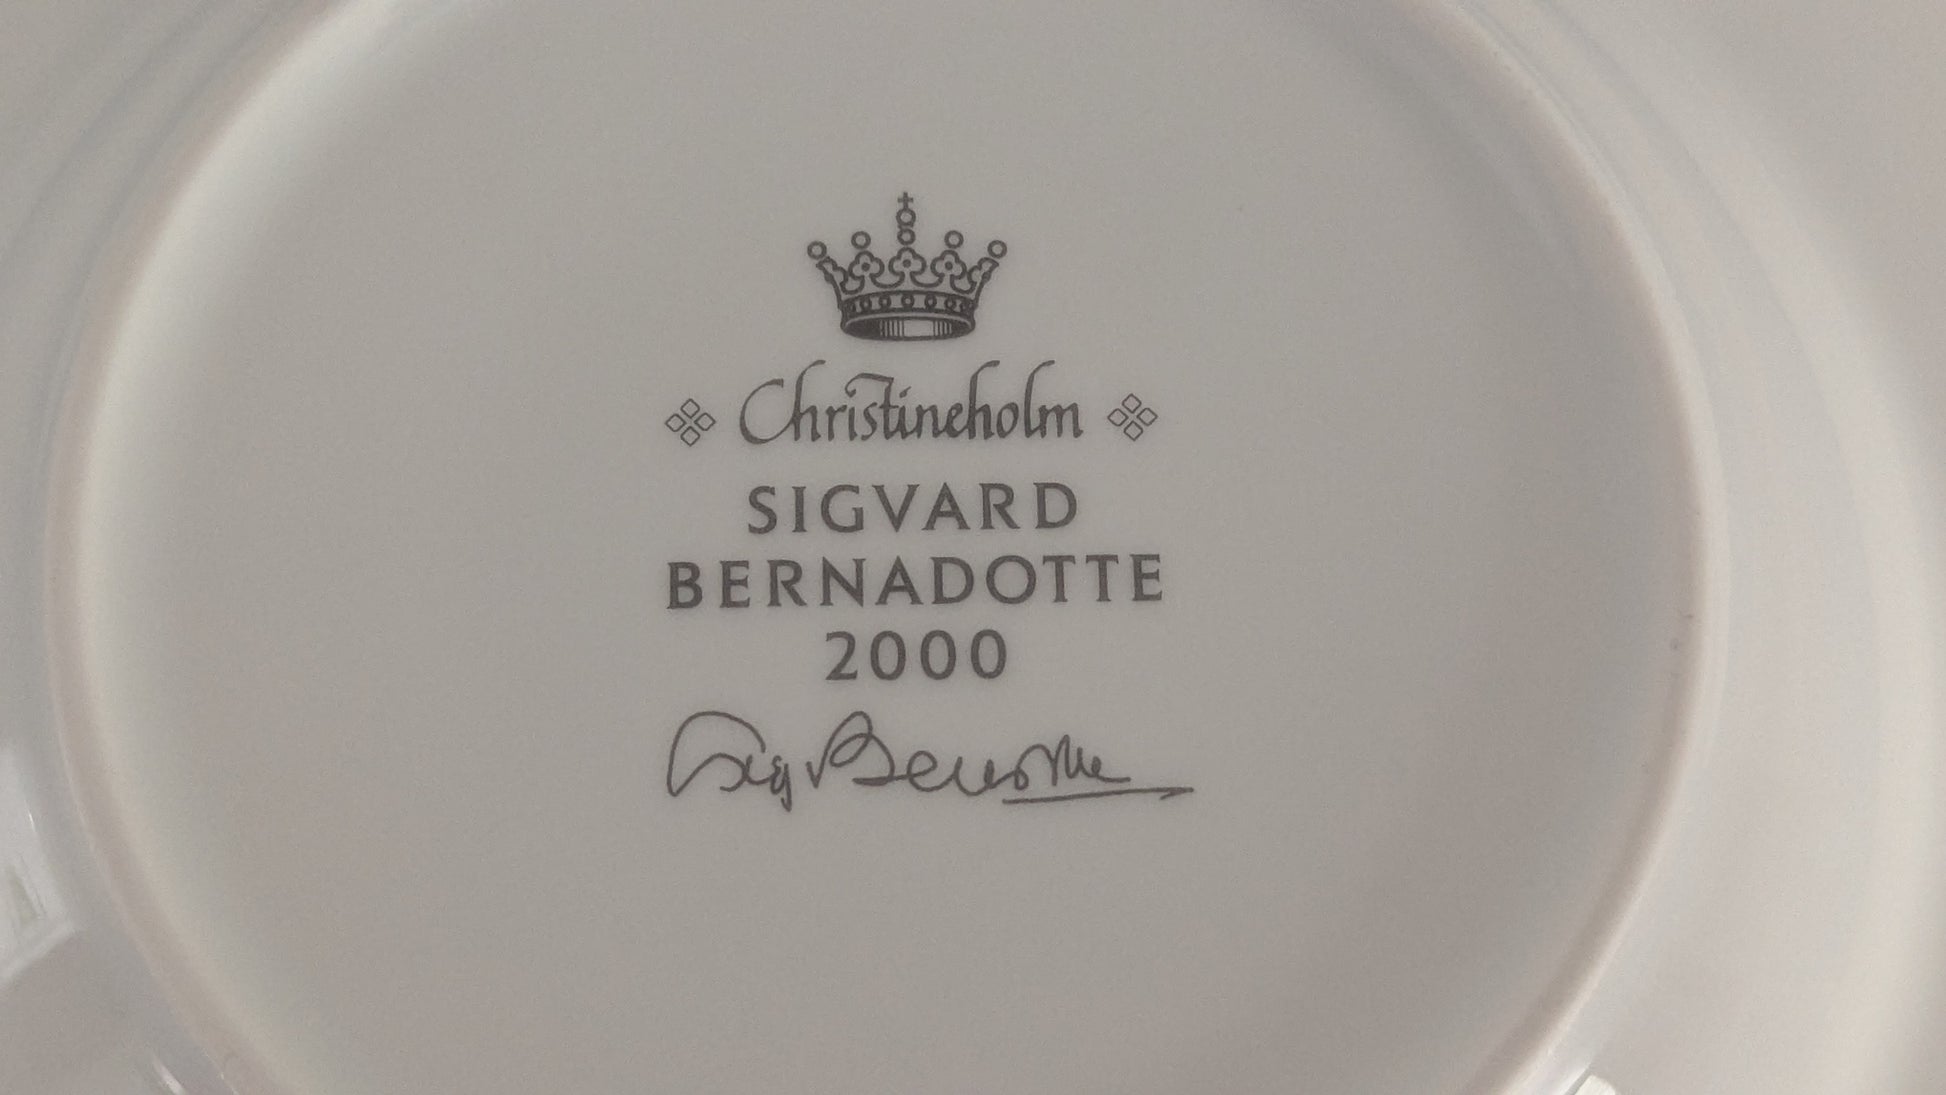 Christineholm
SIGVARD
BERNADOTTE
2000